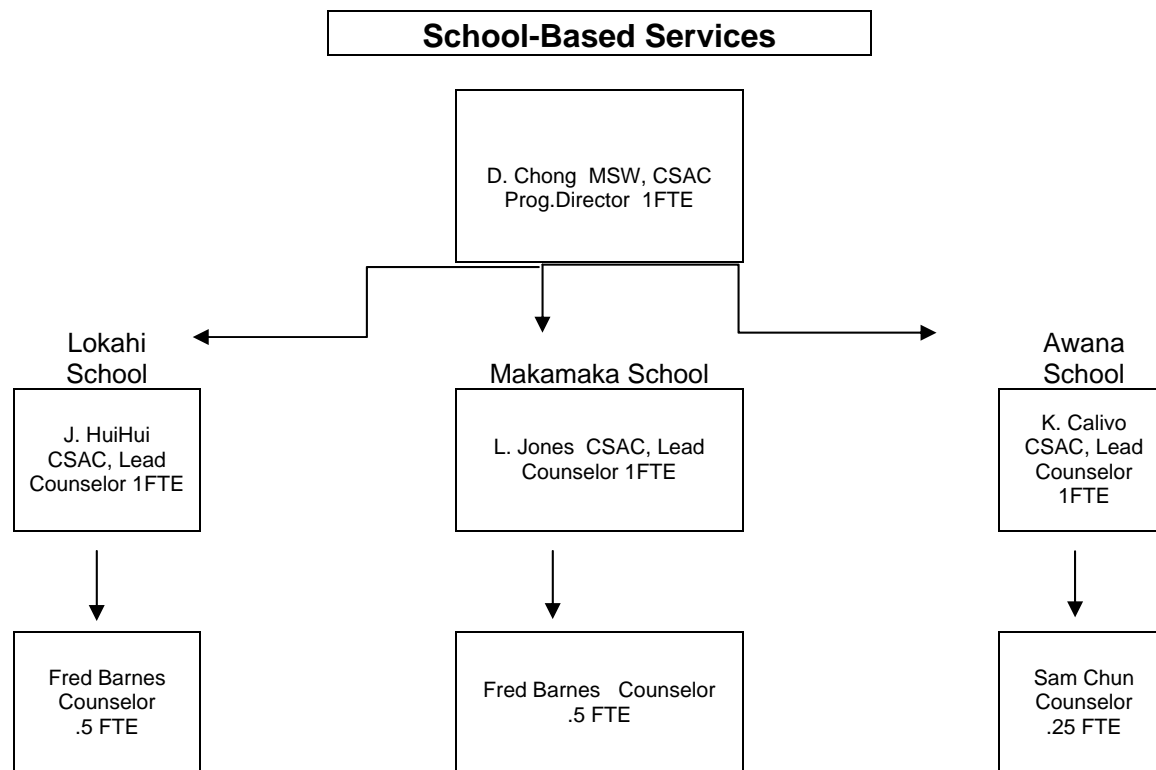 School-Based Services
D. Chong MSW, CSAC
Prog.Director 1FTE
Lokahi
School
J. HuiHui
CSAC, Lead
Counselor 1FTE
Fred Barnes
Counselor
.5 FTE
Makamaka School
L. Jones CSAC, Lead
Counselor 1FTE
Fred Barnes Counselor
.5 FTE
Awana
School
K. Calivo
CSAC, Lead
Counselor
1FTE
Sam Chun
Counselor
.25 FTE